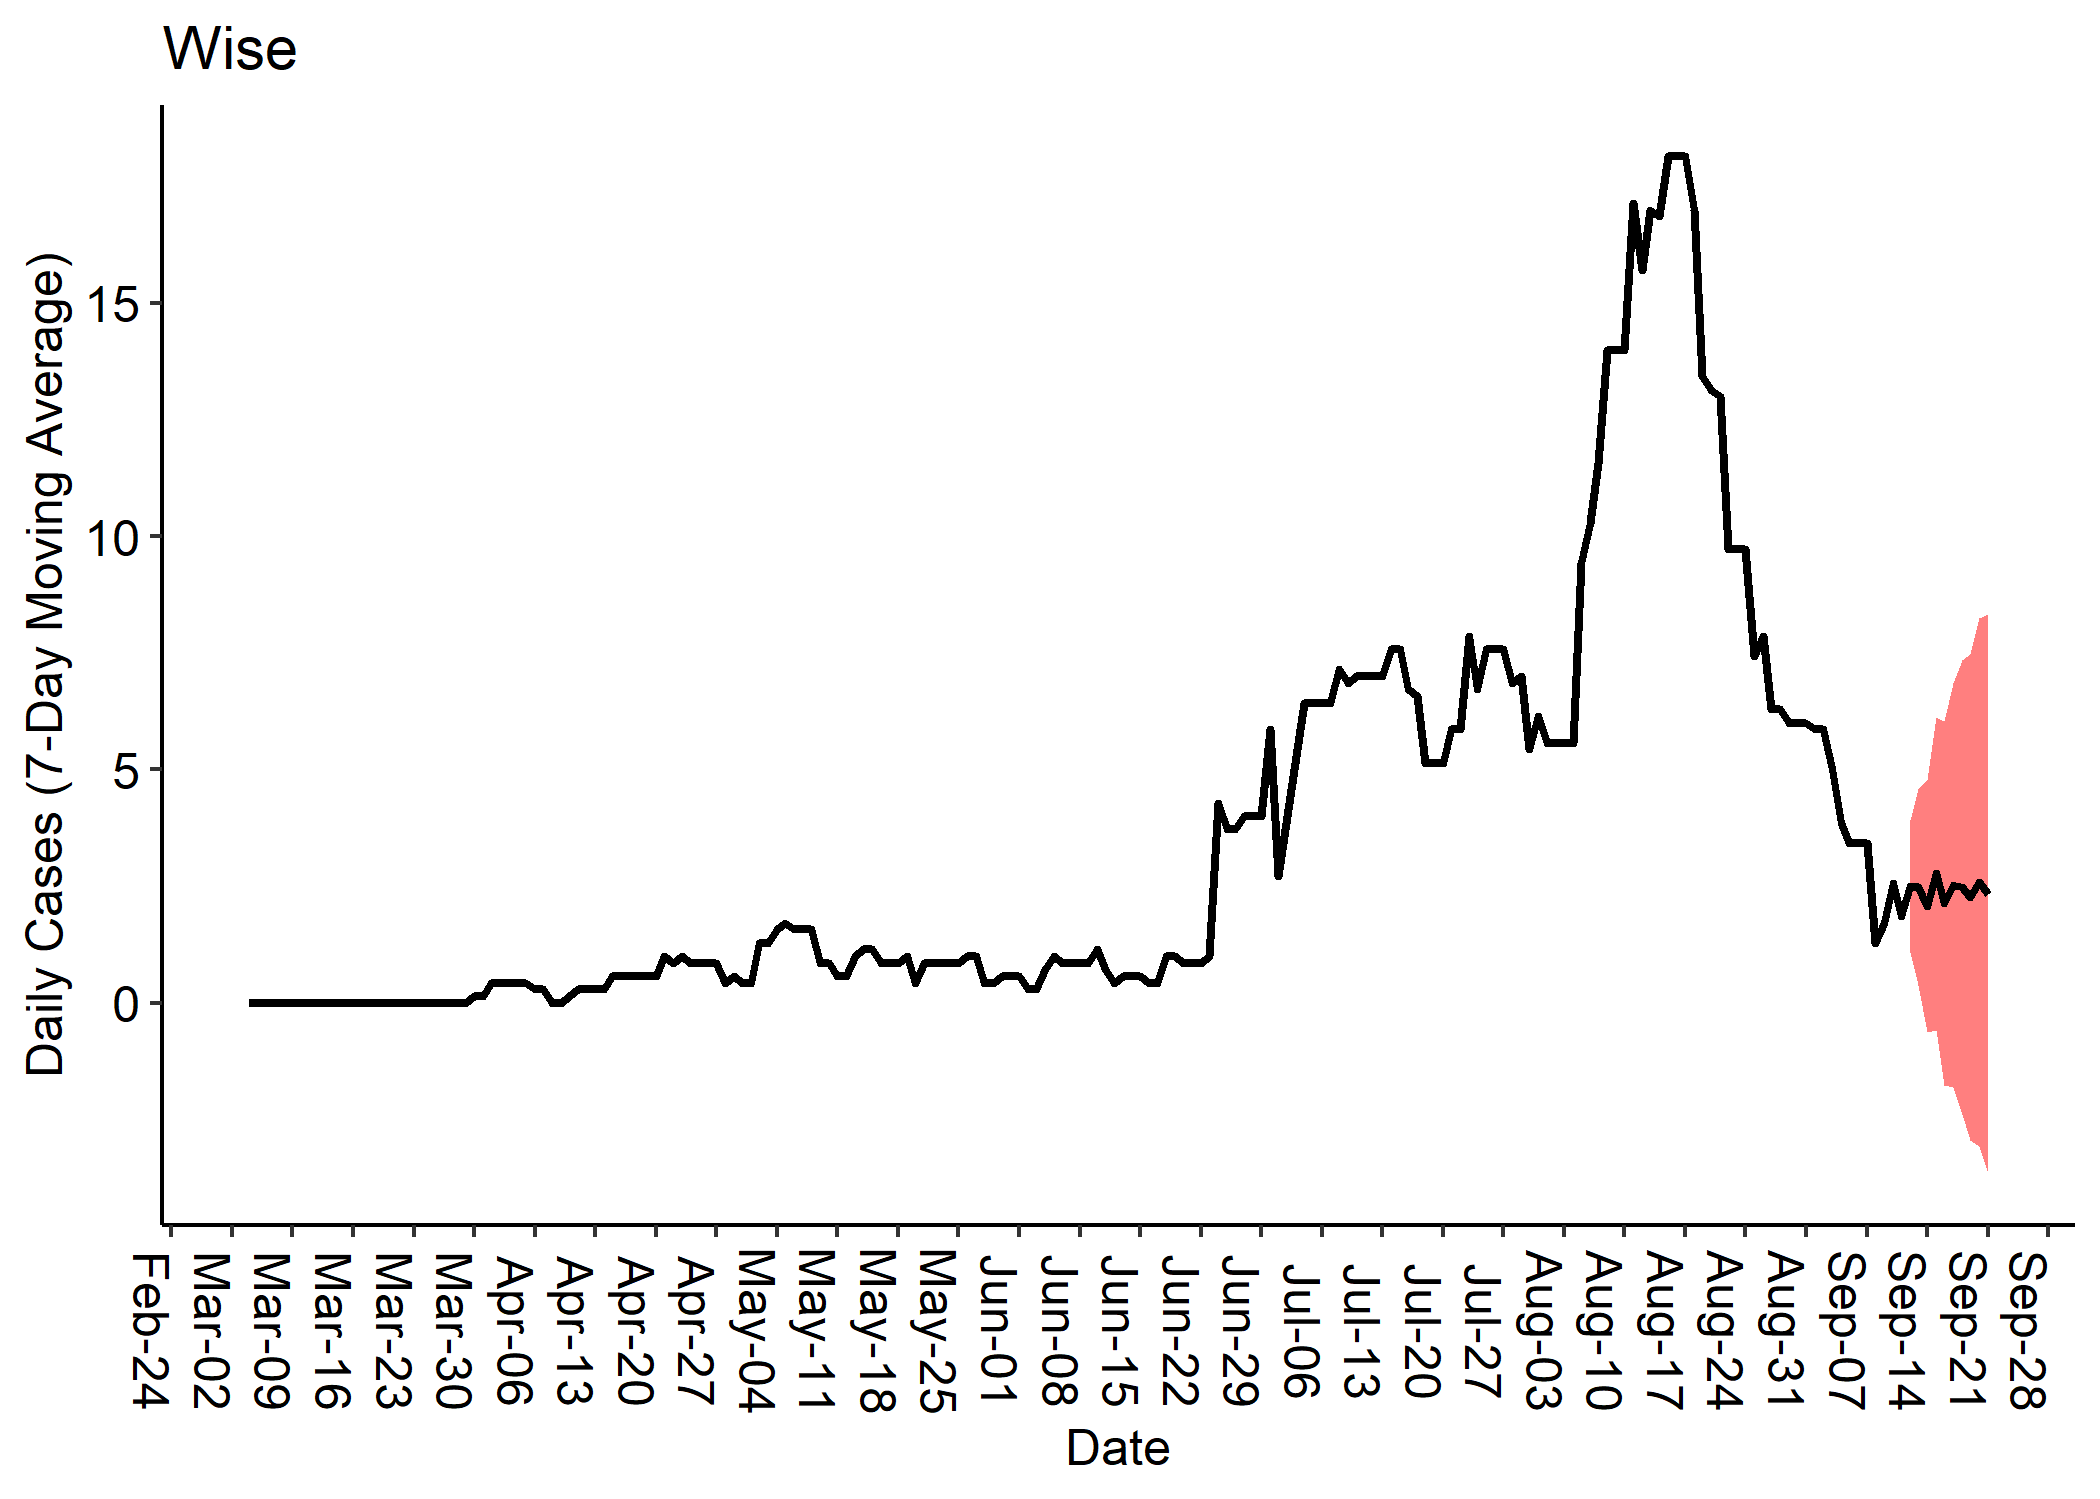 Wise
Daily Cases (7-Day Moving Average)
15
10
5
0
Feb-24
Mar-02
Mar-09
Mar-16
Mar-23
Mar-30
Apr-06
Apr-13
Apr-20
Apr-27
May-04
May-11
May-18
May-25
Jun-01
Jun-08
Jun-15
Jun-22
Jun-29
Jul-06
Jul-13
Jul-20
Jul-27
Aug-03
Aug-10
Aug-17
Aug-24
Aug-31
Sep-07
Sep-14
Sep-21
Sep-28
Date